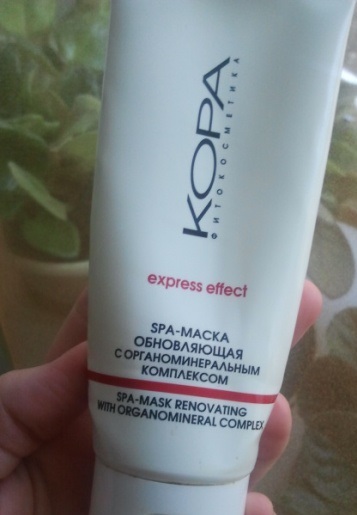 КОРА
ФИТОКОСМЕТИКА
express effect
SPA-МАСКА
ОБНОВЛЯЮЩАЯ
С ОРГАНОМИНЕРАЛЬНЫМ
КОМПЛЕКСОМ
SPA-MASK RENOVATING
WITH ORGANOMINERAL COMPLEX